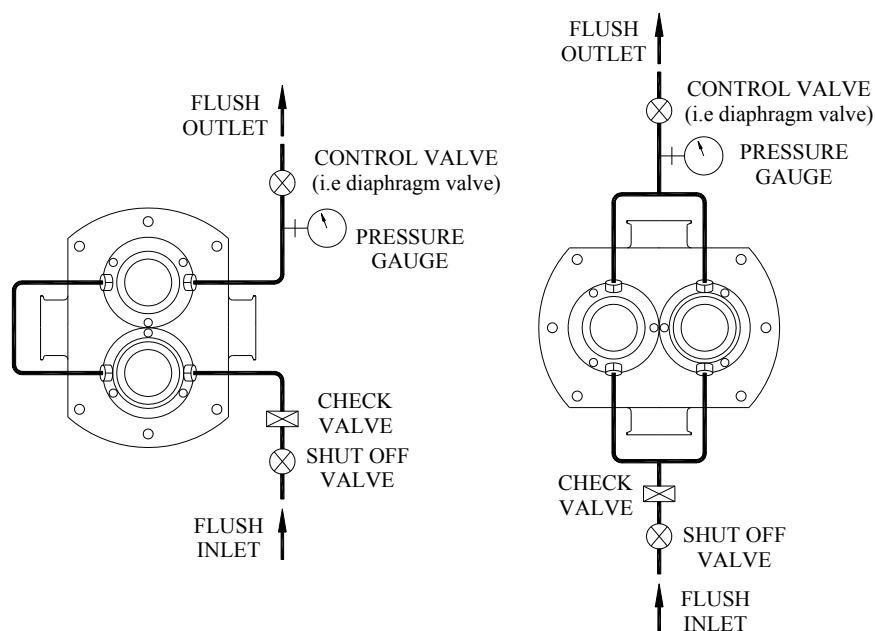 FLUSH
OUTLET
CONTROL VALVE
(i.e diaphragm valve)
PRESSURE
GAUGE
CHECK
VALVE
SHUT OFF
VALVE
FLUSH
INLET
FLUSH
OUTLET
CONTROL VALVE
(i.e diaphragm valve)
PRESSURE
GAUGE
CHECK
VALVE
SHUT OFF
VALVE
FLUSH
INLET